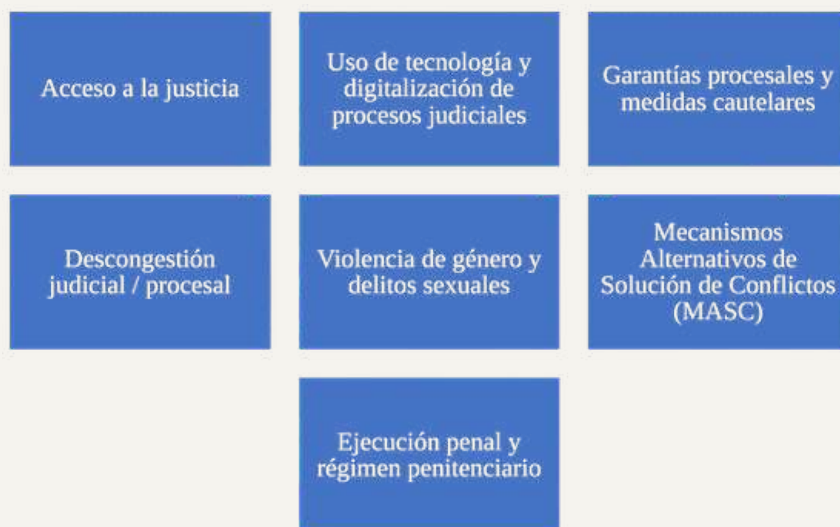 Acceso a la justicia
Uso de tecnología y
digitalización de
procesos judiciales
Garantías procesales y
medidas cautelares
Descongestión
judicial / procesal
Violencia de género y
delitos sexuales
Mecanismos
Alternativos de
Solución de Conflictos
(MASC)
Ejecución penal y
régimen penitenciario